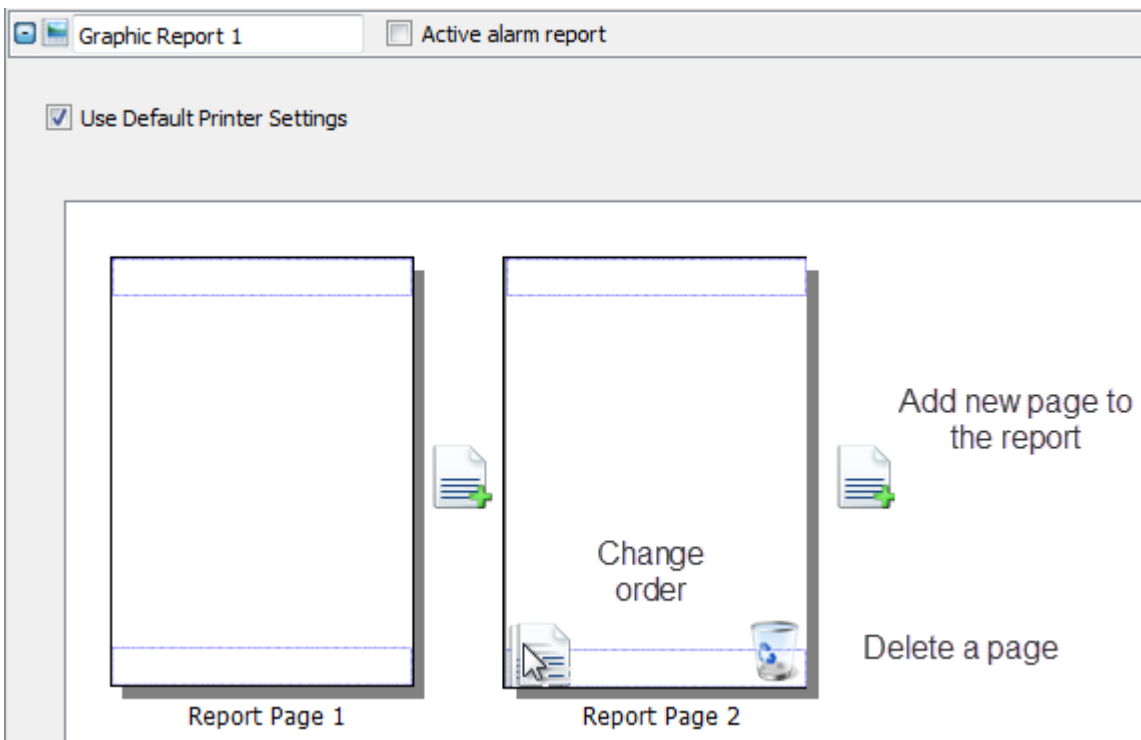 Graphic Report 1
Active alarm report
Use Default Printer Settings
Add new page to
the report
Change
order
Delete a page
Report Page 1
Report Page 2